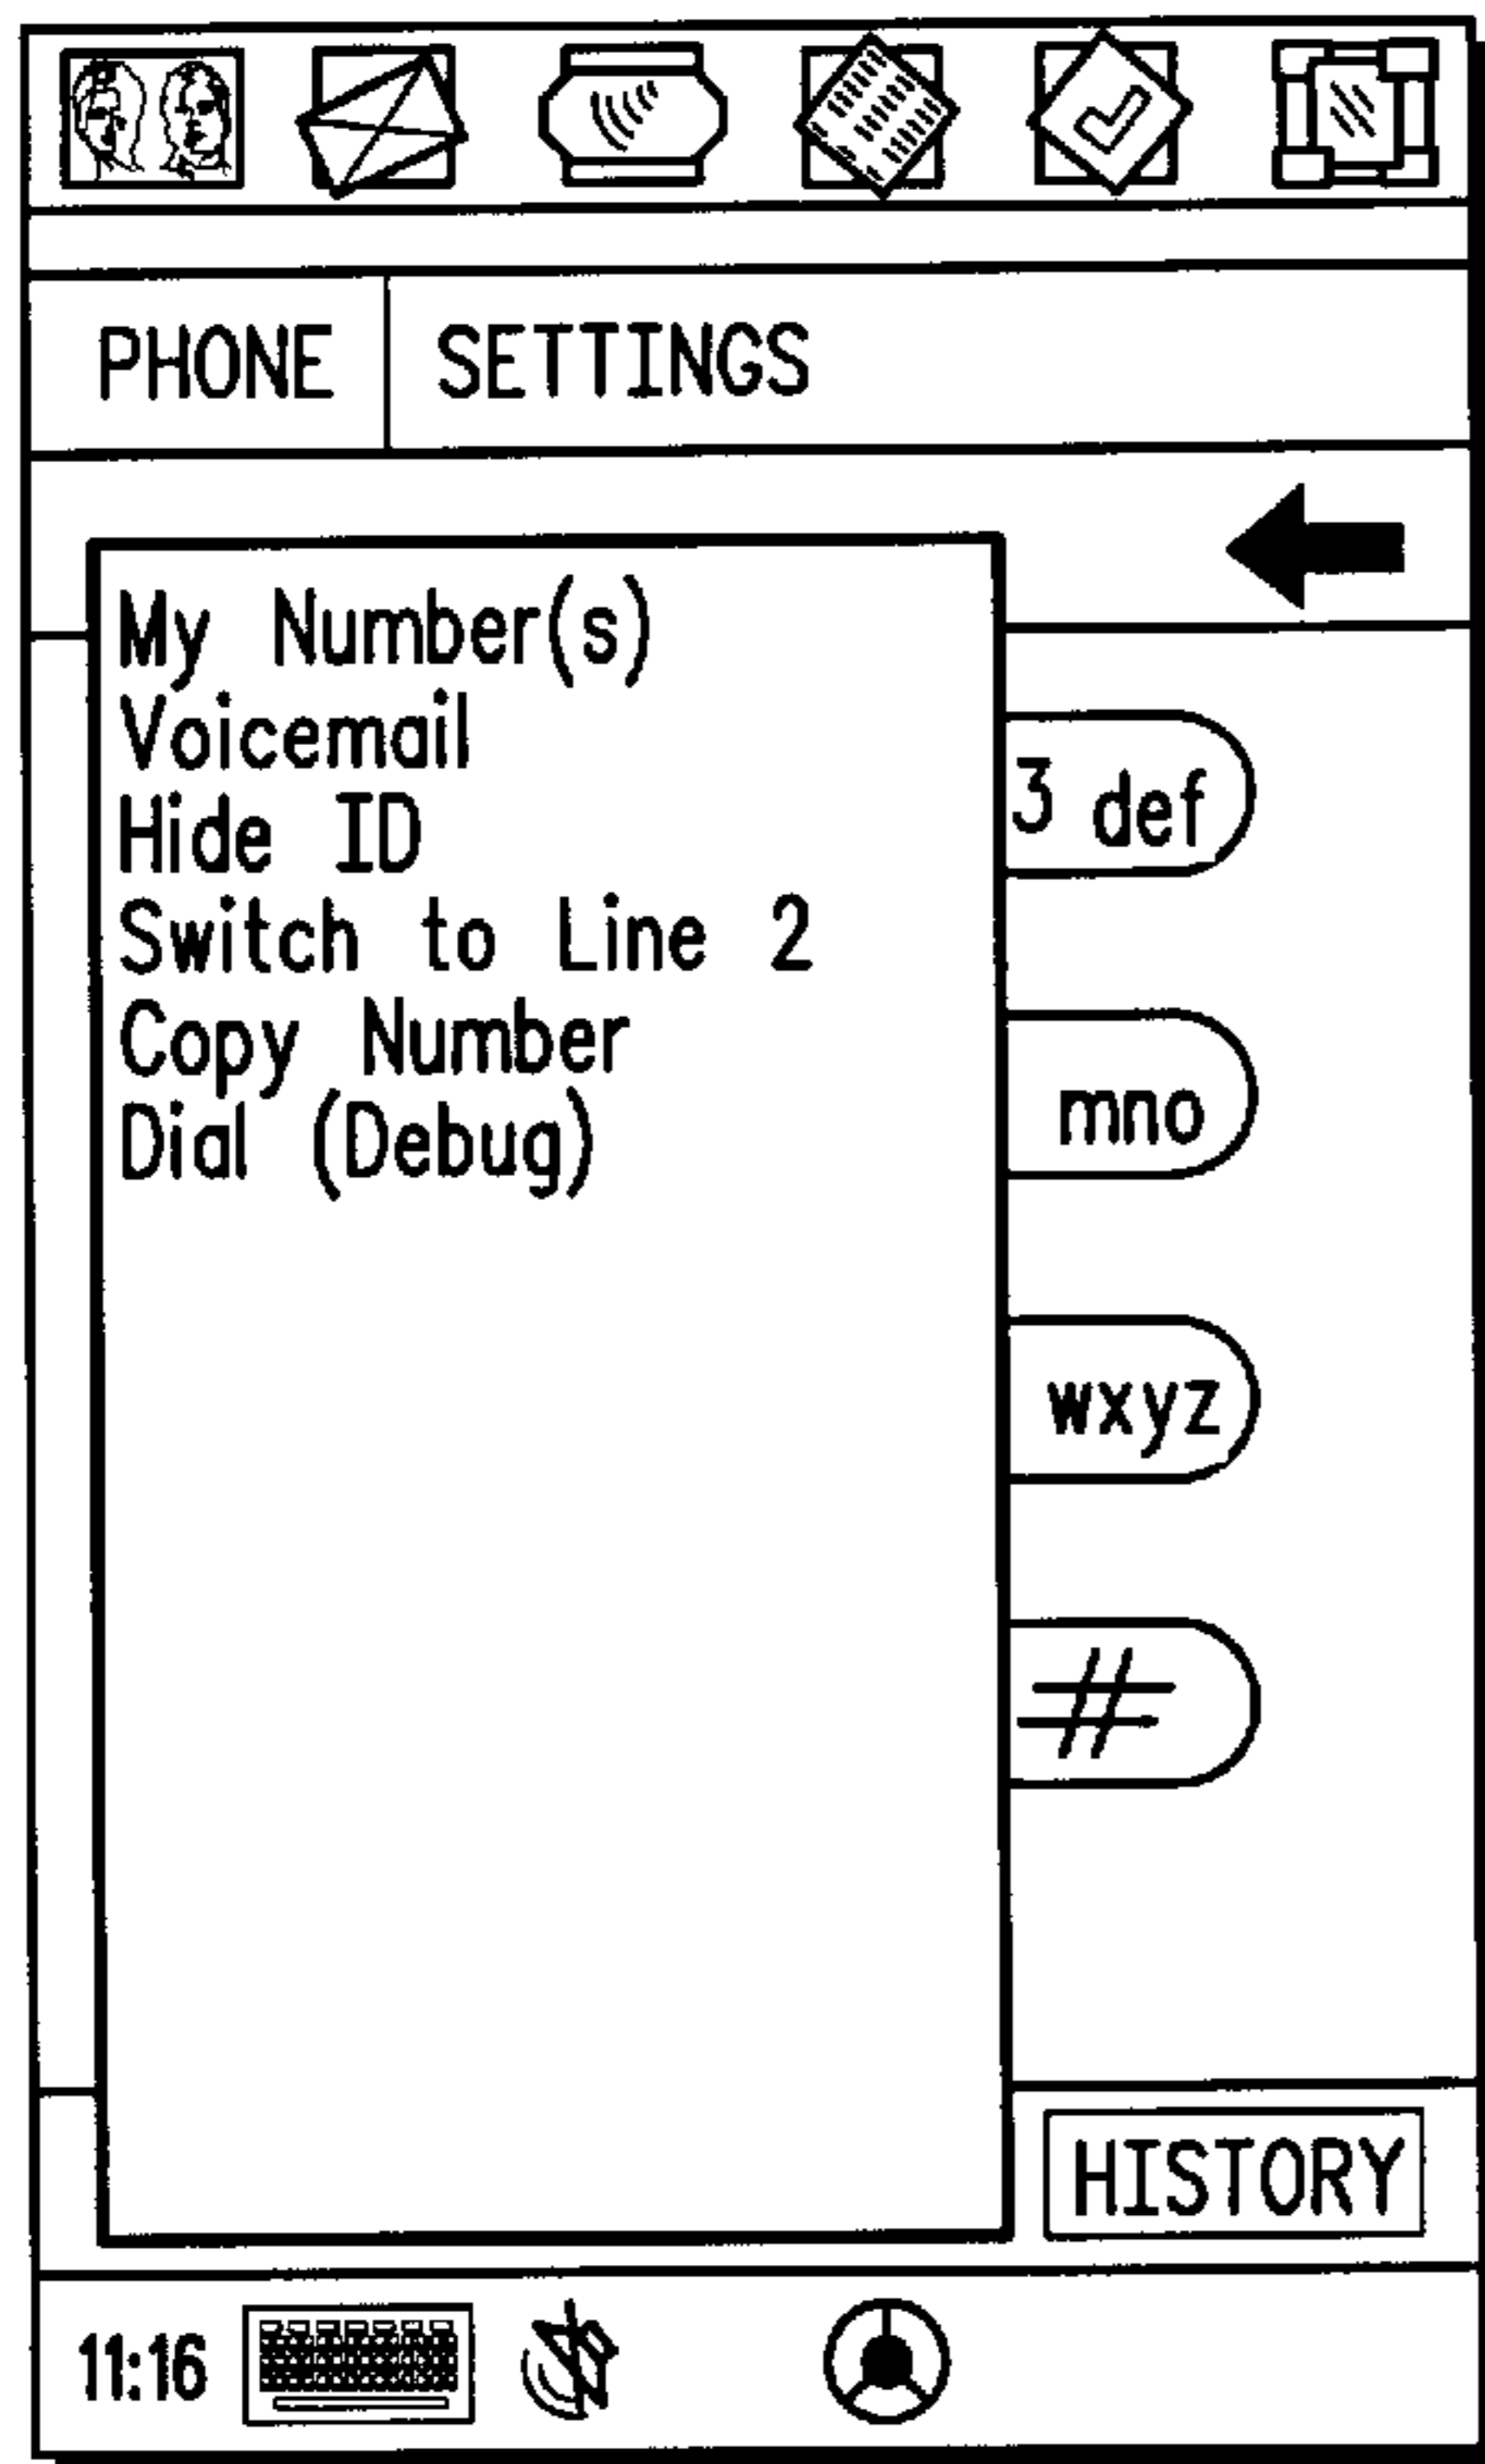 PHONE SETTINGS
My Number(s)
Voicemail
Hide ID
Switch to Line 2
Copy Number
Dial (Debug)
3 def
mno
wxyz
#
HISTORY
11:16